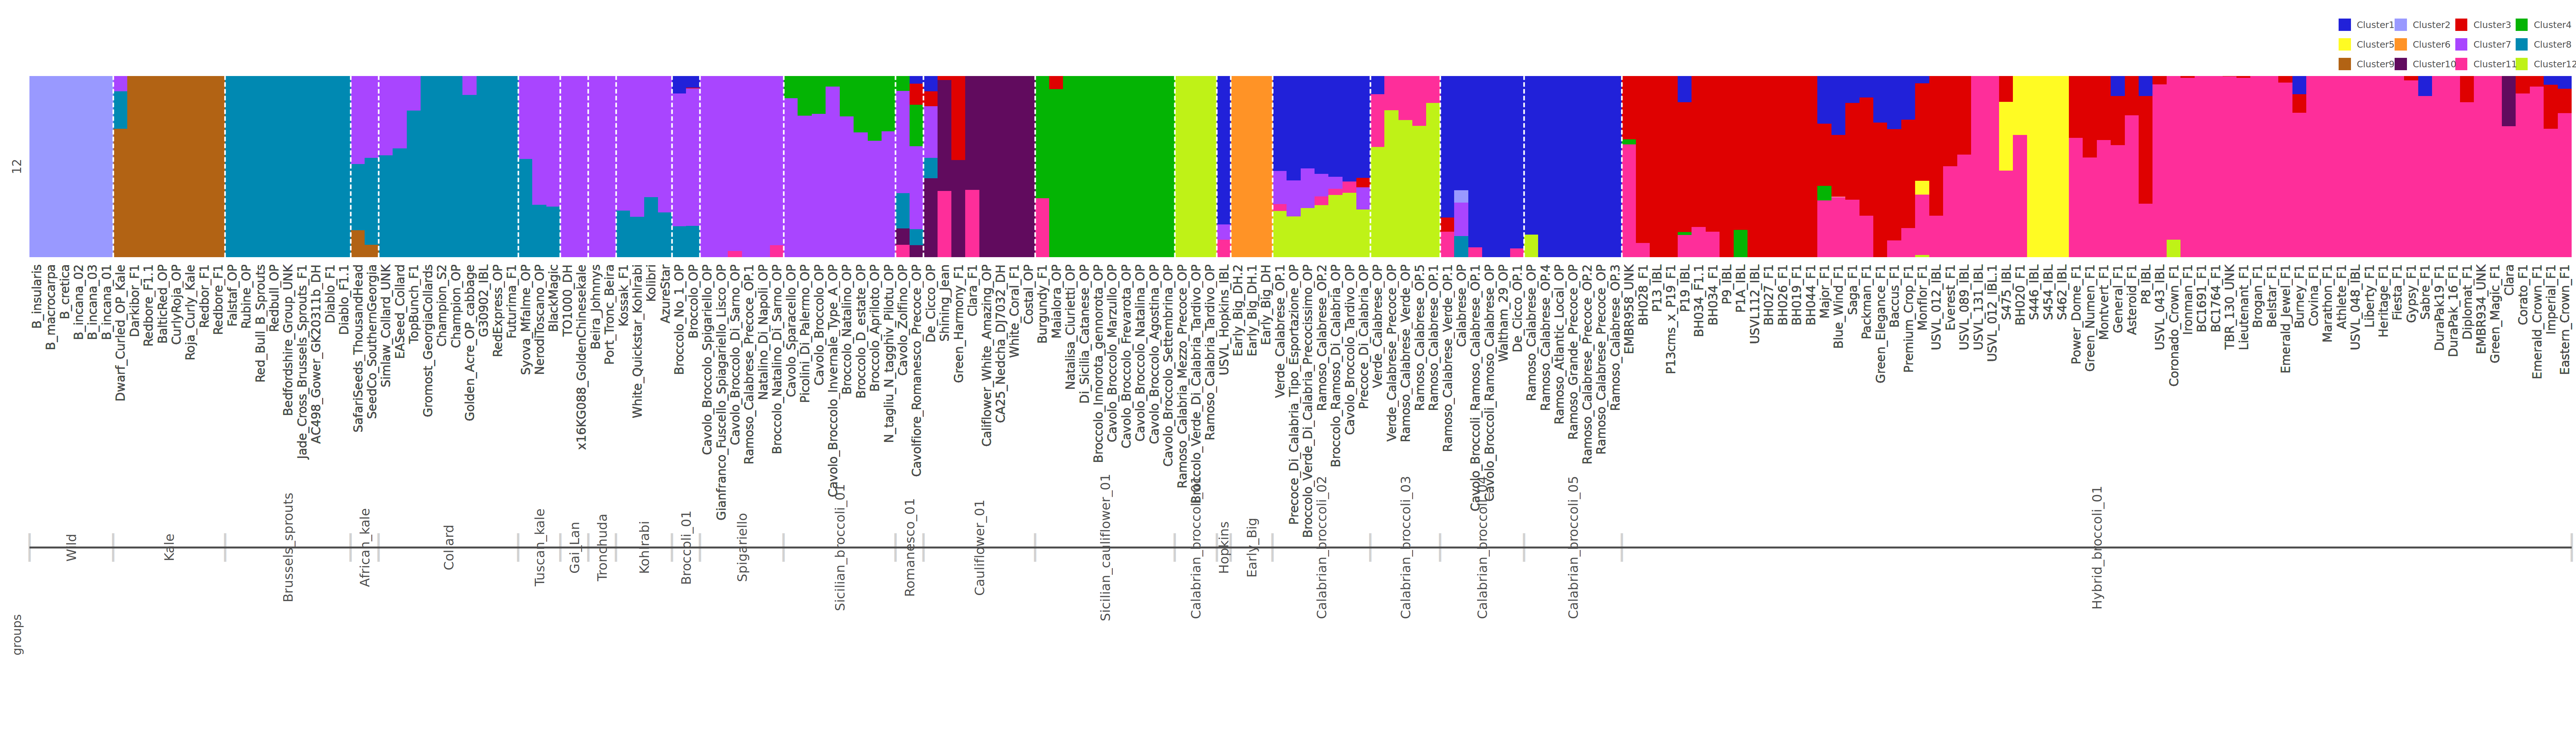 Cluster1 Cluster2 Cluster3 Cluster4
Cluster5 Cluster6 Cluster7 Cluster8
Cluster9 Cluster10 Cluster11 Cluster12
12
B_insularis
B_macrocarpa
B_cretica
B_incana_02
B_incana_03
B_incana_01
Dwarf_Curled_OP_Kale
Darkibor_F1
Redbore_F1.1
BalticRed_OP
CurlyRoja_OP
Roja_Curly_Kale
Redbor_F1
Redbore_F1
Falstaf_OP
Rubine_OP
Red_Bull_B_Sprouts
Redbull_OP
Bedfordshire_Group_UNK
Jade_Cross_Brussels_Sprouts_F1
AC498_Gower_GK20311b_DH
Diablo_F1
Diablo_F1.1
SafariSeeds_ThousandHead
SeedCo_SouthernGeorgia
Similaw_Collard_UNK
EASeed_Collard
TopBunch_F1
Gromost_GeorgiaCollards
Champion_S2
Champion_OP
Golden_Acre_OP_cabbage
G30902_IBL
RedExpress_OP
Futurima_F1
Syova_Mfalme_OP
NerodiToscano_OP
BlackMagic
TO1000_DH
x16KG088_GoldenChinesekale
Beira_Johnnys
Port_Tronc_Beira
Kossak_F1
White_Quickstar_Kohlrabi
Kolibri
AzureStar
Broccolo_No_1_OP
Broccolo_OP
Cavolo_Broccolo_Spigariello_OP
Gianfranco_Fuscello_Spiagariello_Lisco_OP
Cavolo_Broccolo_Di_Sarno_OP
Ramoso_Calabrese_Precoce_OP.1
Natalino_Di_Napoli_OP
Broccolo_Natalino_Di_Sarno_OP
Cavolo_Sparacello_OP
Picolini_Di_Palermo_OP
Cavolo_Broccolo_OP
Cavolo_Broccolo_Invernale_Type_A_OP
Broccolo_Natalino_OP
Broccolo_D_estate_OP
Broccolo_Apriloto_OP
N_tagliu_N_tagghiv_Pilotu_OP
Cavolo_Zolfino_OP
Cavolfiore_Romanesco_Precoce_OP
De_Cicco_OP
Shining_Jean
Green_Harmony_F1
Clara_F1
Califlower_White_Amazing_OP
CA25_Nedcha_DJ7032_DH
White_Coral_F1
Costal_OP
Burgundy_F1
Maialora_OP
Natalisa_Ciurietti_OP
Di_Sicilia_Catanese_OP
Broccolo_Innorota_gennorota_OP
Cavolo_Broccolo_Marzullo_OP
Cavolo_Broccolo_Frevarota_OP
Cavolo_Broccolo_Natalina_OP
Cavolo_Broccolo_Agostina_OP
Cavolo_Broccolo_Settembrina_OP
Ramoso_Calabria_Mezzo_Precoce_OP
Broccolo_Verde_Di_Calabria_Tardivo_OP
Ramoso_Calabria_Tardivo_OP
USVL_Hopkins_IBL
Early_Big_DH.2
Early_Big_DH.1
Early_Big_DH
Verde_Calabrese_OP.1
Precoce_Di_Calabria_Tipo_Esportazione_OP
Broccolo_Verde_Di_Calabria_Precocissimo_OP
Ramoso_Calabrese_OP.2
Broccolo_Ramoso_Di_Calabria_OP
Cavolo_Broccolo_Tardivo_OP
Precoce_Di_Calabria_OP
Verde_Calabrese_OP
Verde_Calabrese_Precoce_OP
Ramoso_Calabrese_Verde_OP
Ramoso_Calabrese_OP.5
Ramoso_Calabrese_OP.1
Ramoso_Calabrese_Verde_OP.1
Calabrese_OP
Cavolo_Broccoli_Ramoso_Calabrese_OP.1
Cavolo_Broccoli_Ramoso_Calabrese_OP
Waltham_29_OP
De_Cicco_OP.1
Ramoso_Calabrese_OP
Ramoso_Calabrese_OP.4
Ramoso_Atlantic_Local_OP
Ramoso_Grande_Precoce_OP
Ramoso_Calabrese_Precoce_OP.2
Ramoso_Calabrese_Precoce_OP
Ramoso_Calabrese_OP.3
EMBR958_UNK
BH028_F1
P13_IBL
P13cms_x_P19_F1
P19_IBL
BH034_F1.1
BH034_F1
P9_IBL
P1A_IBL
USVL112_IBL
BH027_F1
BH026_F1
BH019_F1
BH044_F1
Major_F1
Blue_Wind_F1
Saga_F1
Packman_F1
Green_Elegance_F1
Baccus_F1
Premium_Crop_F1
Monflor_F1
USVL_012_IBL
Everest_F1
USVL_089_IBL
USVL_131_IBL
USVL_012_IBL.1
S475_IBL
BH020_F1
S446_IBL
S454_IBL
S462_IBL
Power_Dome_F1
Green_Numen_F1
Montvert_F1
General_F1
Asteroid_F1
P8_IBL
USVL_043_IBL
Coronado_Crown_F1
Ironman_F1
BC1691_F1
BC1764_F1
TBR_130_UNK
Lieutenant_F1
Brogan_F1
Belstar_F1
Emerald_Jewel_F1
Burney_F1
Covina_F1
Marathon_F1
Athlete_F1
USVL_048_IBL
Liberty_F1
Heritage_F1
Fiesta_F1
Gypsy_F1
Sabre_F1
DuraPak19_F1
DuraPak_16_F1
Diplomat_F1
EMBR934_UNK
Green_Magic_F1
Clara
Corato_F1
Emerald_Crown_F1
Imperial_F1
Eastern_Crown_F1
Wild
Kale
Brussels_sprouts
African_kale
Collard
Tuscan_kale
Gai_Lan
Tronchuda
Kohlrabi
Broccoli_01
Spigariello
Sicilian_broccoli_01
Romanesco_01
Cauliflower_01
Sicilian_cauliflower_01
Calabrian_broccoli_01
Hopkins
Early_Big
Calabrian_broccoli_02
Calabrian_broccoli_03
Calabrian_broccoli_04
Calabrian_broccoli_05
Hybrid_broccoli_01
groups